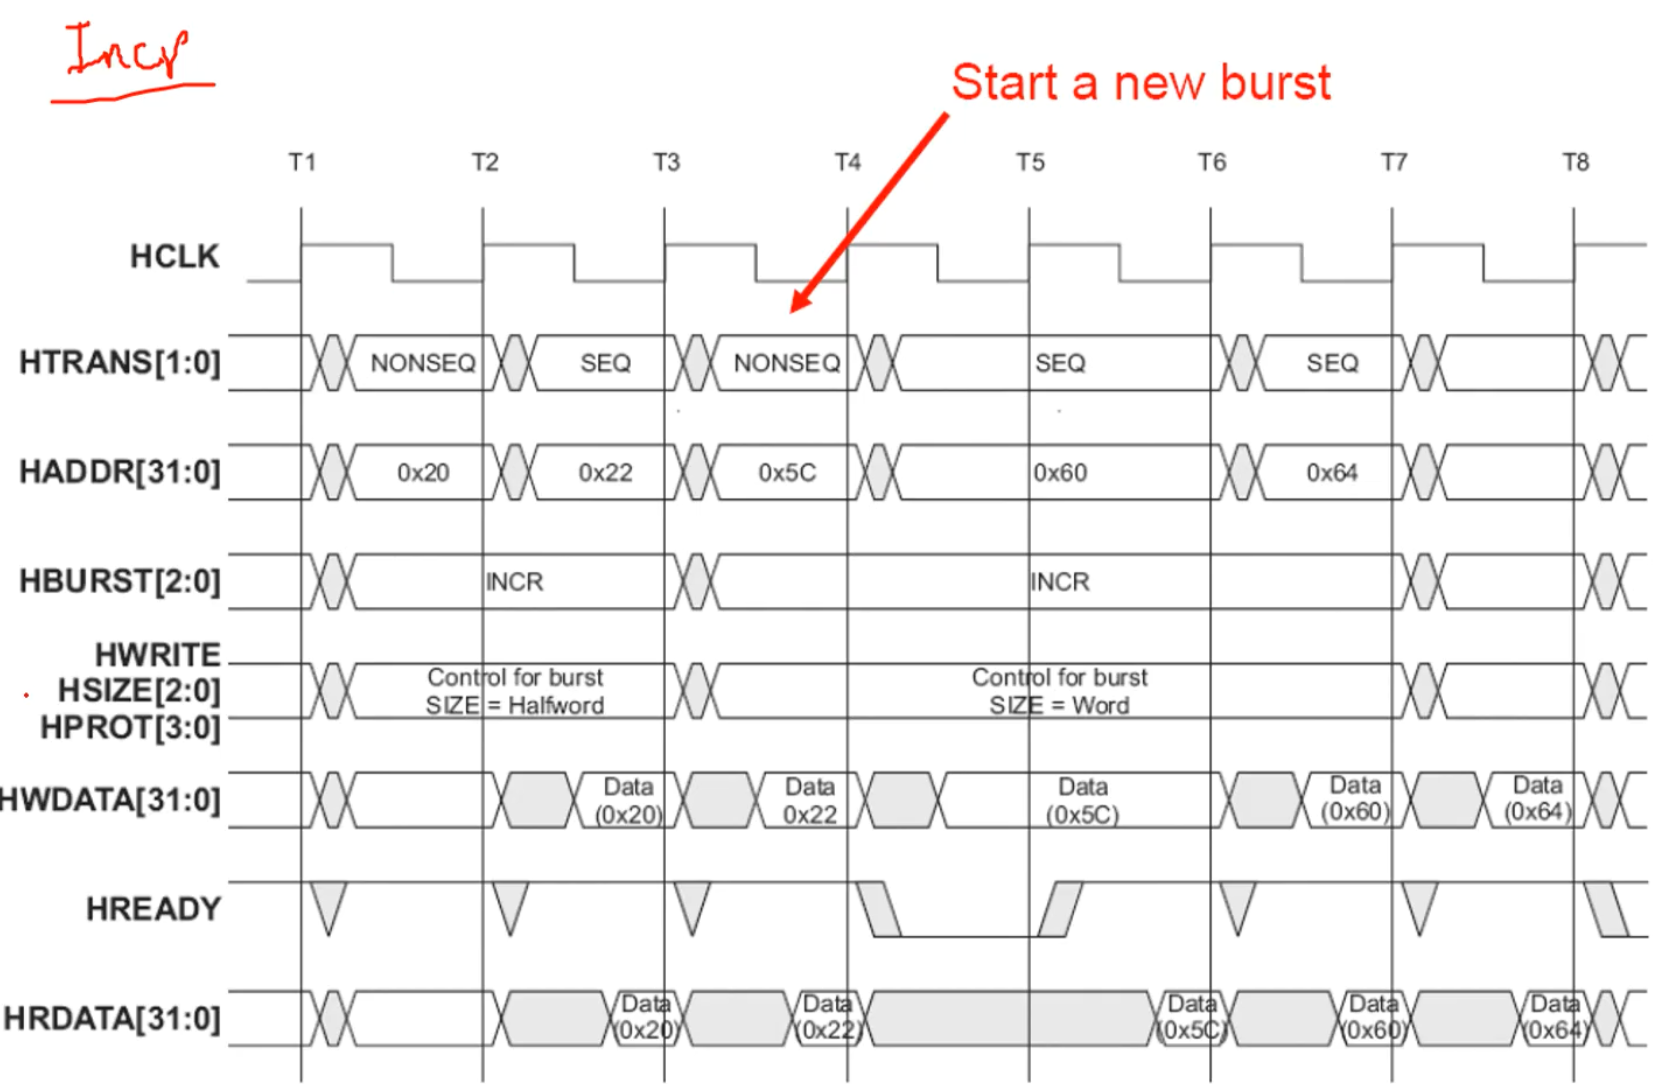 Incr
Start a new burst
T1 T2 T3 T4 T5 T6 T7 T8
HCLK
HTRANS[1:0] NONSEQ SEQ NONSEQ SEQ SEQ
HADDR[31:0] 0x20 0x22 0x5C 0x60 0x64
HBURST[2:0] INCR INCR
HWRITE
Control for burst Control for burst
HSIZE[2:0]
SIZE = Halfword SIZE = Word
HPROT[3:0]
Data Data Data Data Data
HWDATA[31:0]
(0x20) 0x22 (0x5C) (0x60) (0x64)
HREADY
Data Data Data Data Data
HRDATA[31:0]
(0x20) (0x22) (0x5C) (0x60) (0x64)